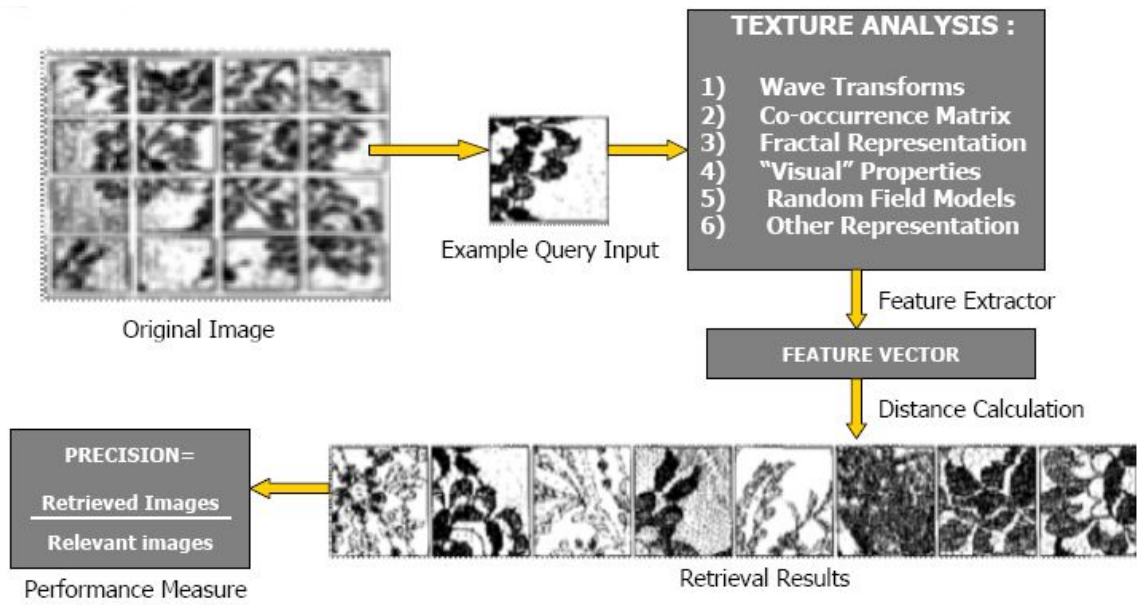 TEXTURE ANALYSIS :
1) Wave Transforms
2) Co-occurrence Matrix
3) Fractal Representation
4) “Visual” Properties
5) Random Field Models
6) Other Representation
Example Query Input
Original Image
Feature Extractor
FEATURE VECTOR
Distance Calculation
PRECISION=
Retrieved Images
Relevant images
Performance Measure
Retrieval Results